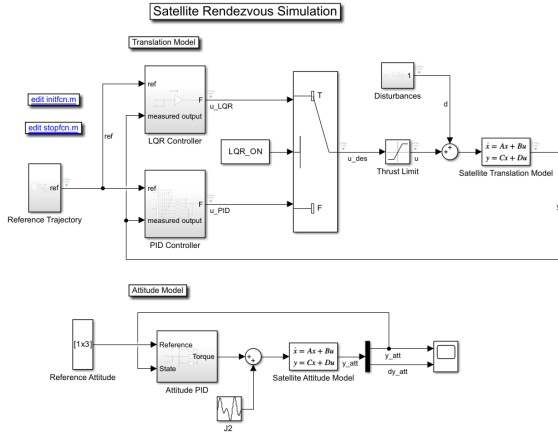 Satellite Rendezvous Simulation
Translation Model
edit initfcn.m
edit stopfcn.m
ref
measured output
F
LQR Controller
u_LQR
ref
ref
Reference Trajectory
ref
measured output
F
PID Controller
u_PID
LQR_ON
T
F
u_des
Thrust Limit
u
1
Disturbances
d
+
+
ẋ = Ax + Bu
y = Cx + Du
Satellite Translation Model
Attitude Model
[1x3]
Reference Attitude
Reference
State
Torque
Attitude PID
+
+
J2
ẋ = Ax + Bu
y = Cx + Du
Satellite Attitude Model
y_att
y_att
dy_att